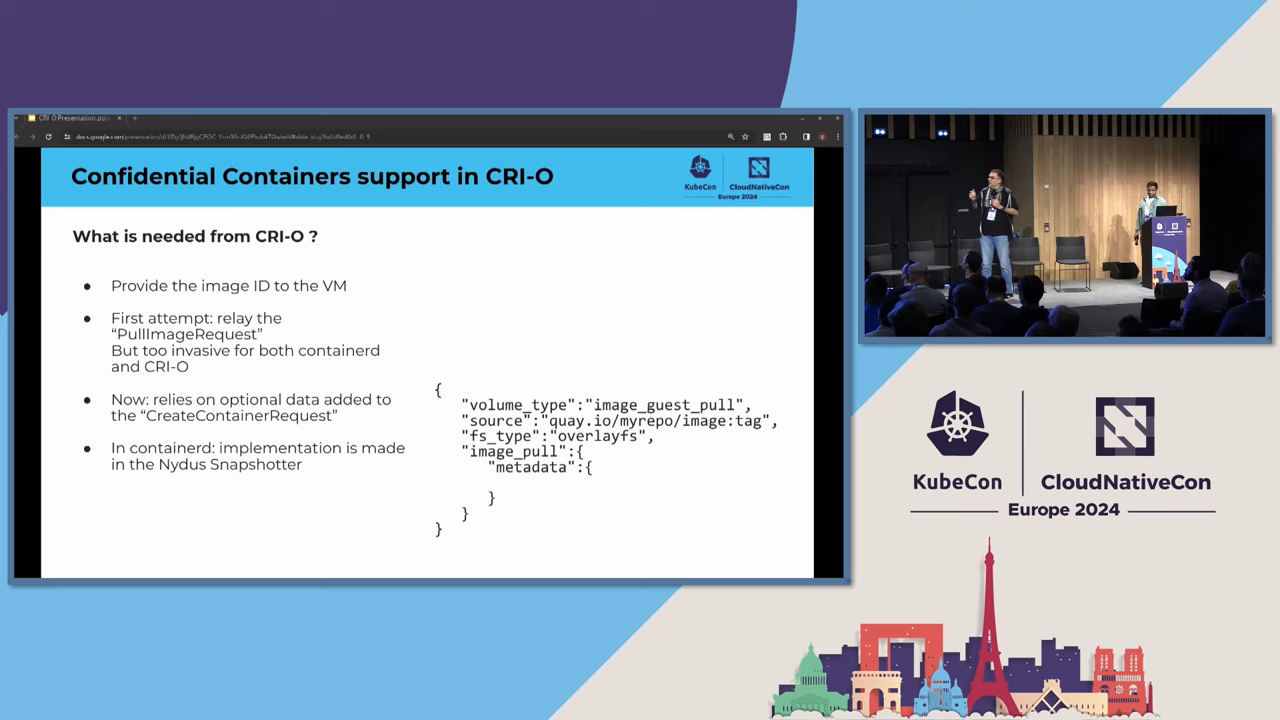 CRI-O Presentation.pptx
Confidential Containers support in CRI-O
KubeCon
CloudNativeCon
Europe 2024
What is needed from CRI-O ?
● Provide the image ID to the VM
● First attempt: relay the
“PullImageRequest”
But too invasive for both containerd
and CRI-O
● Now: relies on optional data added to
the “CreateContainerRequest”
● In containerd: implementation is made
in the Nydus Snapshotter
{
"volume_type":"image_guest_pull",
"source":"quay.io/myrepo/image:tag",
"fs_type":"overlayfs",
"image_pull":{
"metadata":{
}
}
}
KubeCon
CloudNativeCon
Europe 2024